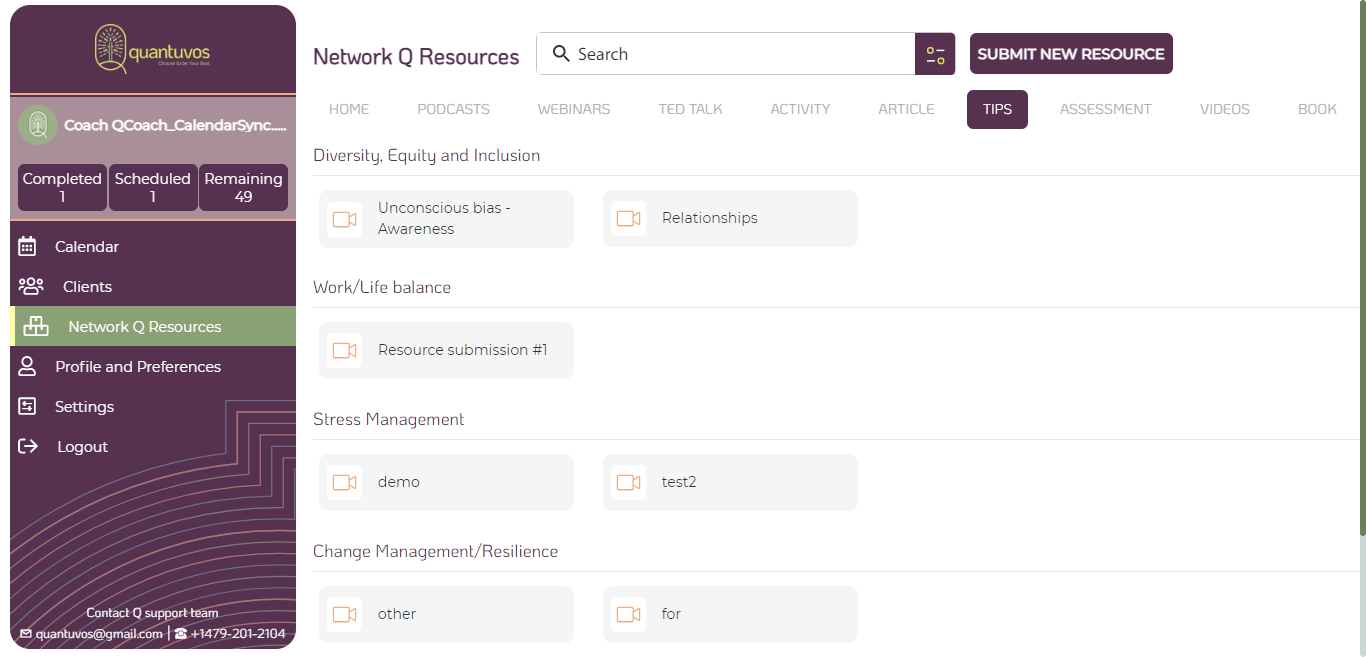 quantuvos
Choose to be Your Best
Coach QCoach_CalendarSync.....
Completed
1
Scheduled
1
Remaining
49
Calendar
Clients
Network Q Resources
Profile and Preferences
Settings
Logout
Contact Q support team
quantuvos@gmail.com | +1479-201-2104
Network Q Resources
Search
SUBMIT NEW RESOURCE
HOME
PODCASTS
WEBINARS
TED TALK
ACTIVITY
ARTICLE
TIPS
ASSESSMENT
VIDEOS
BOOK
Diversity, Equity and Inclusion
Unconscious bias -
Awareness
Relationships
Work/Life balance
Resource submission #1
Stress Management
demo
test2
Change Management/Resilience
other
for